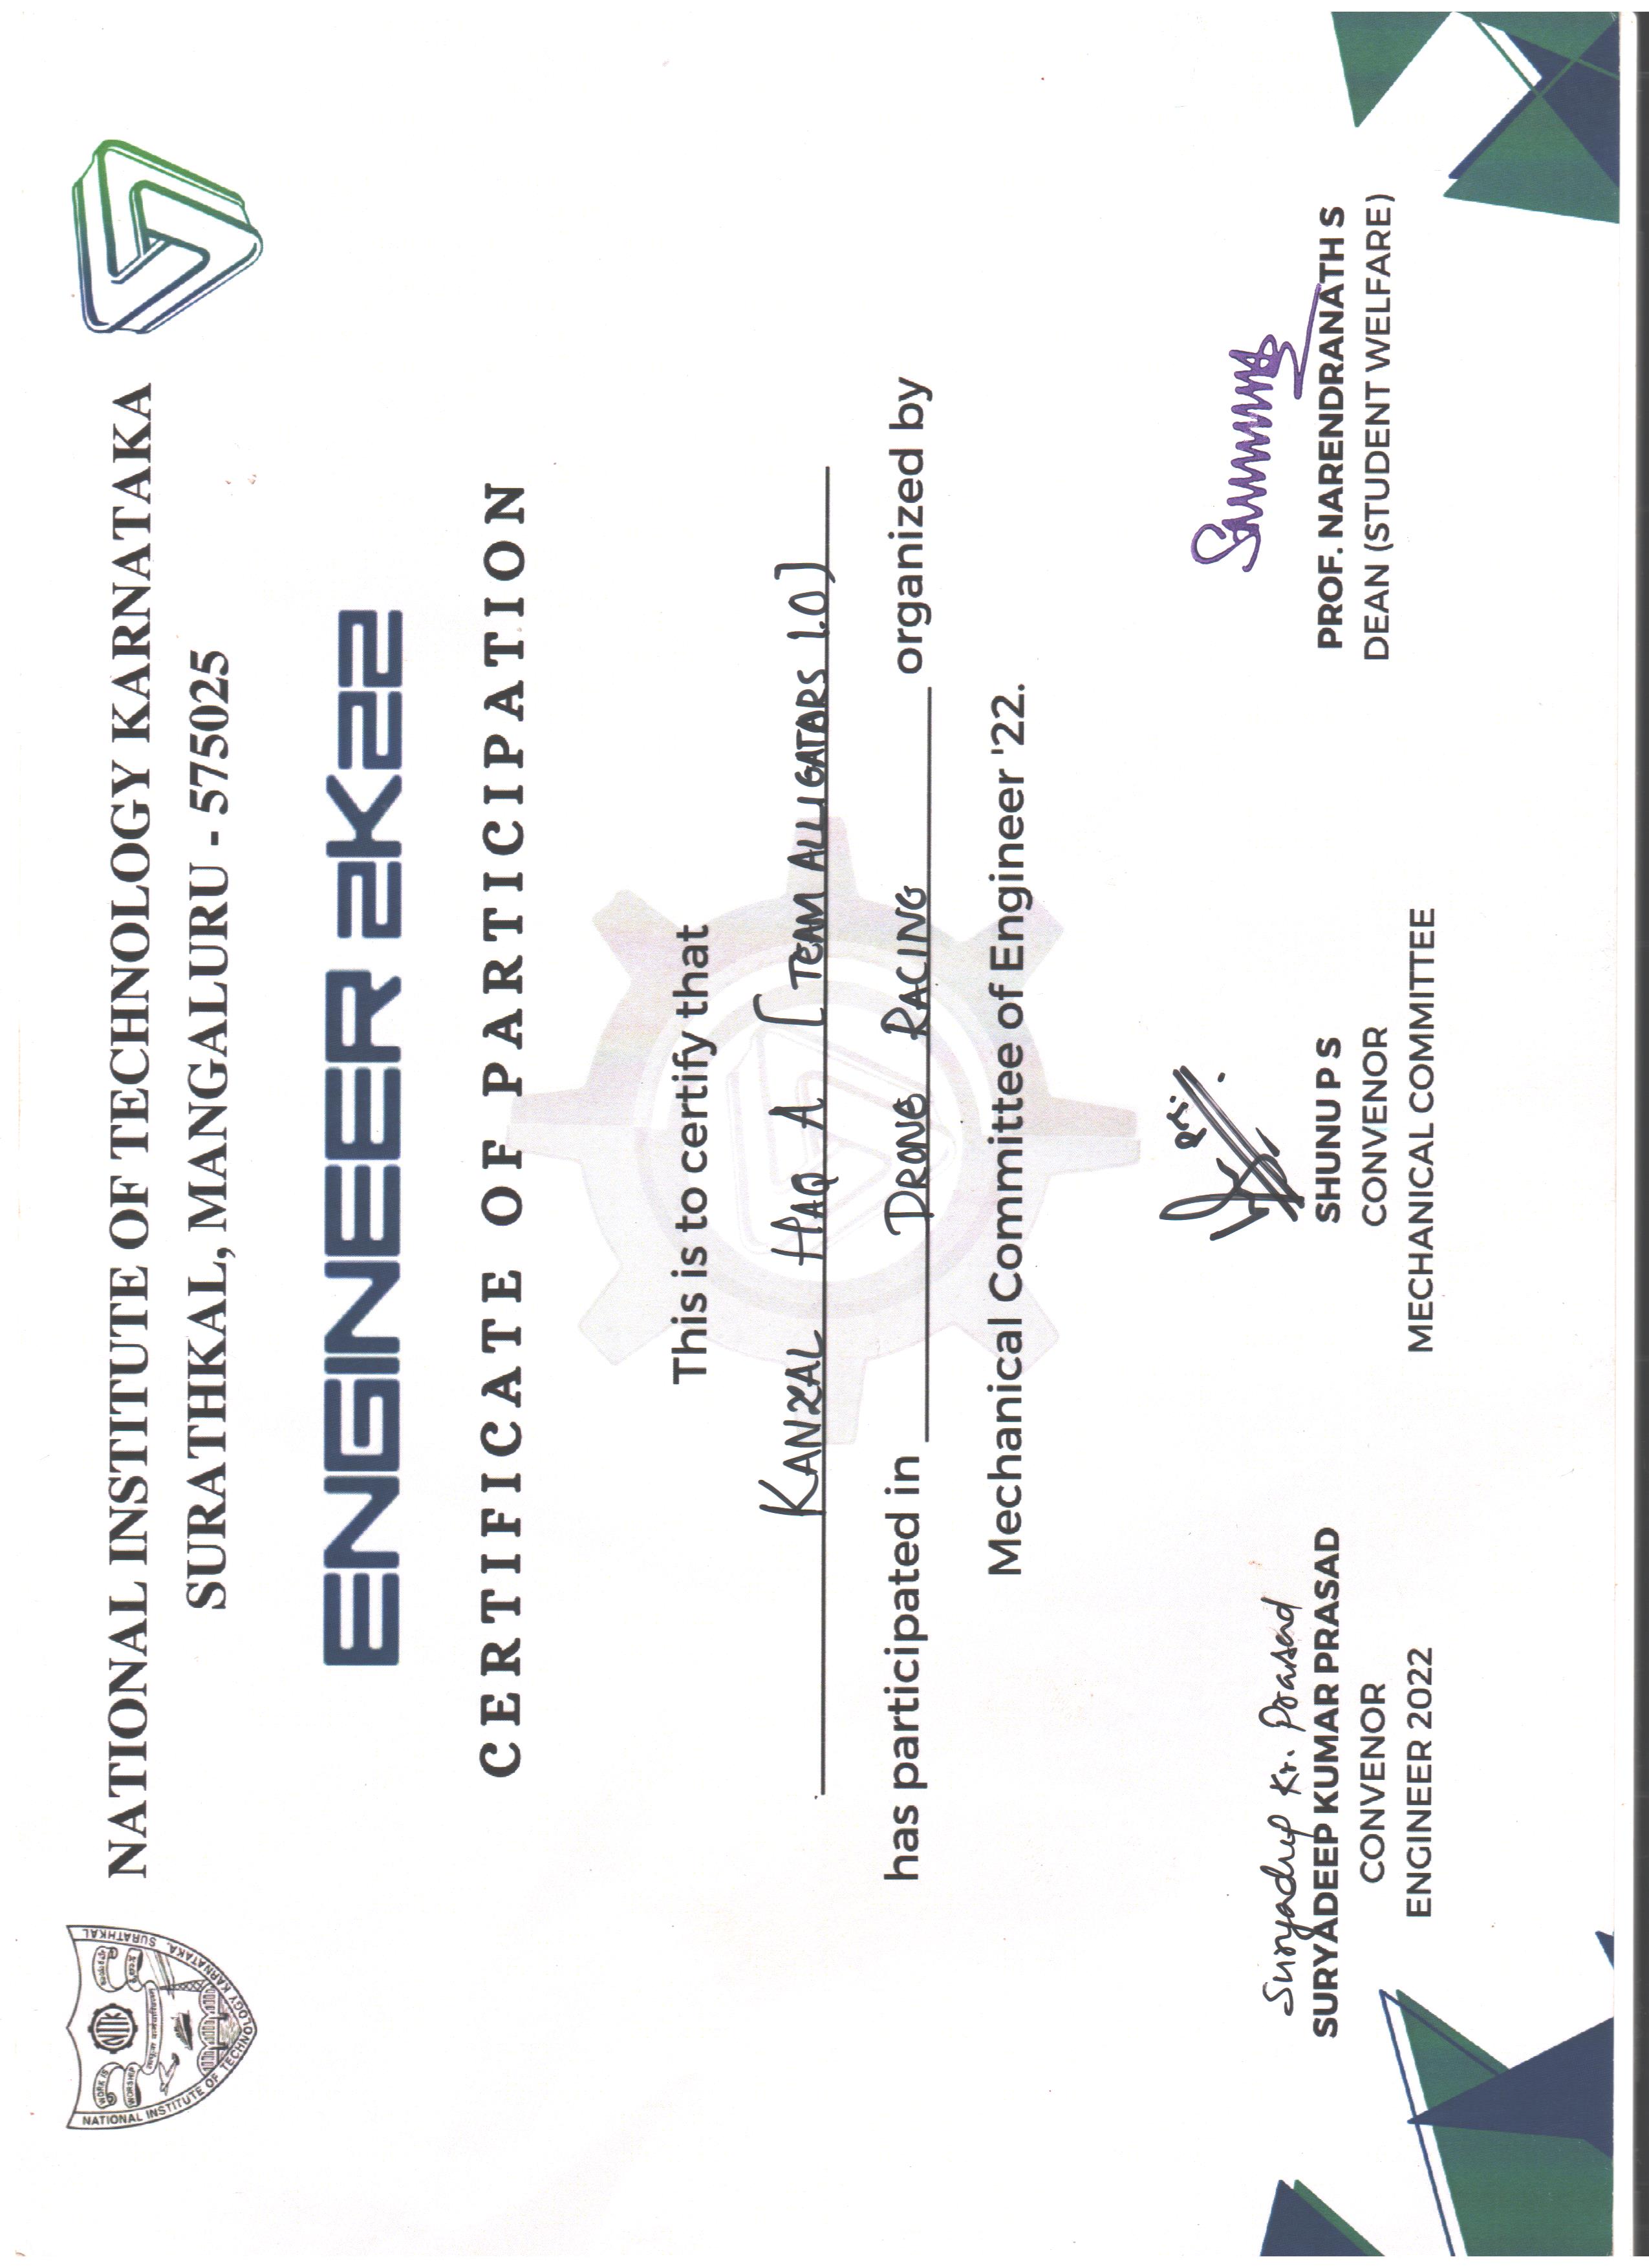 NATIONAL INSTITUTE OF TECHNOLOGY KARNATAKA
SURATHKAL, MANGALURU - 575025
ENGINEER 2K22
CERTIFICATE OF PARTICIPATION
This is to certify that
KANZAL HAQ A [TEAM ALLIGATARS 1.0]
has participated in DRONE RACING organized by
Mechanical Committee of Engineer '22.
Suryadeep Kr. Prasad
SURYADEEP KUMAR PRASAD
CONVENOR
ENGINEER 2022
SHUNU P S
CONVENOR
MECHANICAL COMMITTEE
PROF. NARENDRANATH S
DEAN (STUDENT WELFARE)
NATIONAL INSTITUTE OF TECHNOLOGY KARNATAKA, SURATHKAL
NITK
WORK IS
WORSHIP